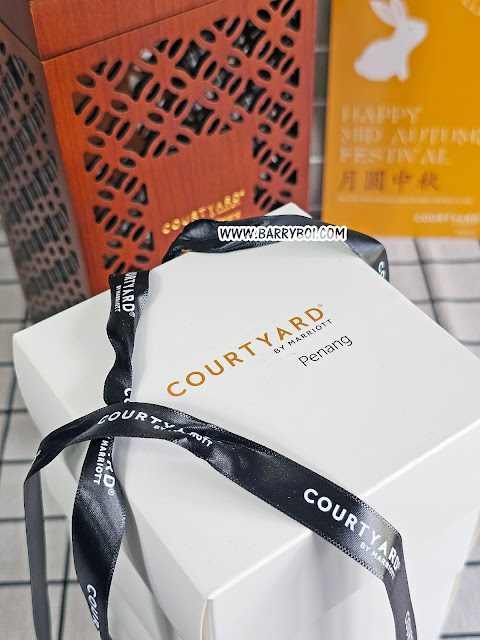 HAPPY
MID AUTUMN
FESTIVAL
月圓中秋
COURTYARD
COURTYARD
WWW.BARRYBOI.COM
COURTYARD
BY MARRIOTT
Penang
COURTYARD
BY MARRIOTT
COURTYARD
BY MARRIOTT
COURTYARD
BY MARRIOTT